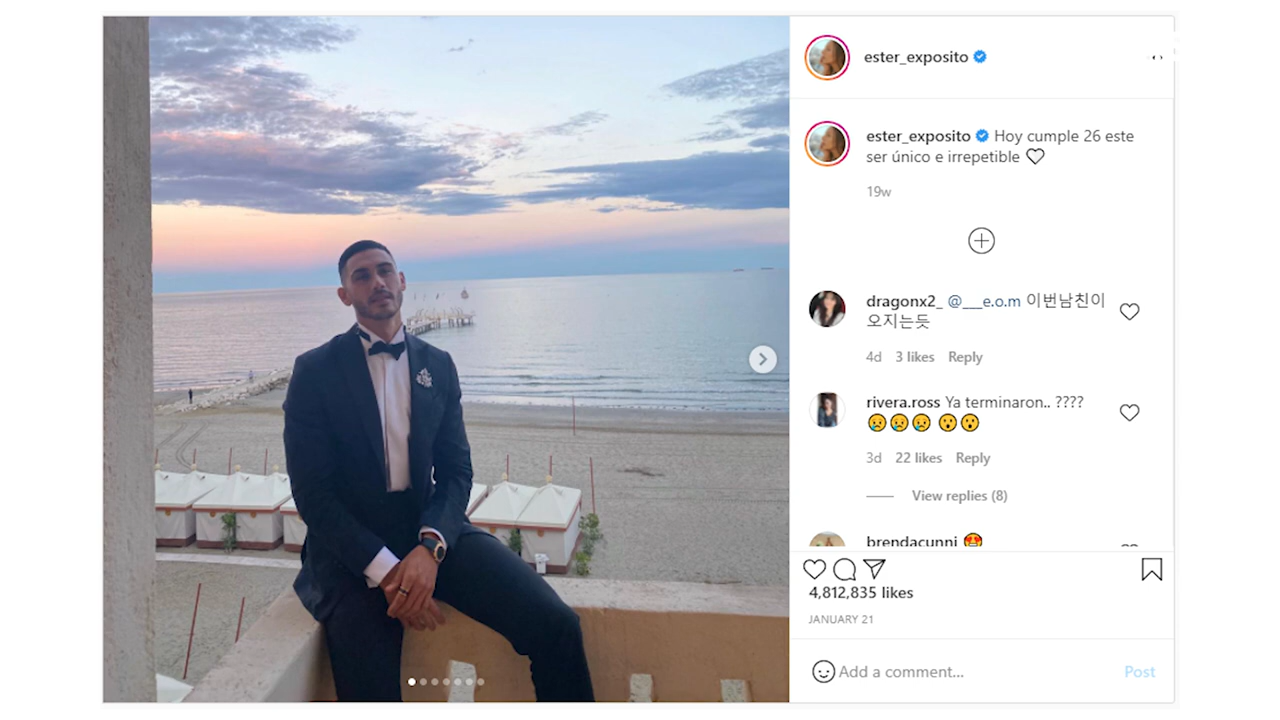 ester_exposito
ester_exposito Hoy cumple 26 este
ser único e irrepetible ♡
19w
dragonx2_ @___e.o.m 이번남친이
오지는듯
4d 3 likes Reply
rivera.ross Ya terminaron.. ????
😢😢😢 😮😮
3d 22 likes Reply
View replies (8)
brendacunni 😍
4,812,835 likes
JANUARY 21
Add a comment... Post